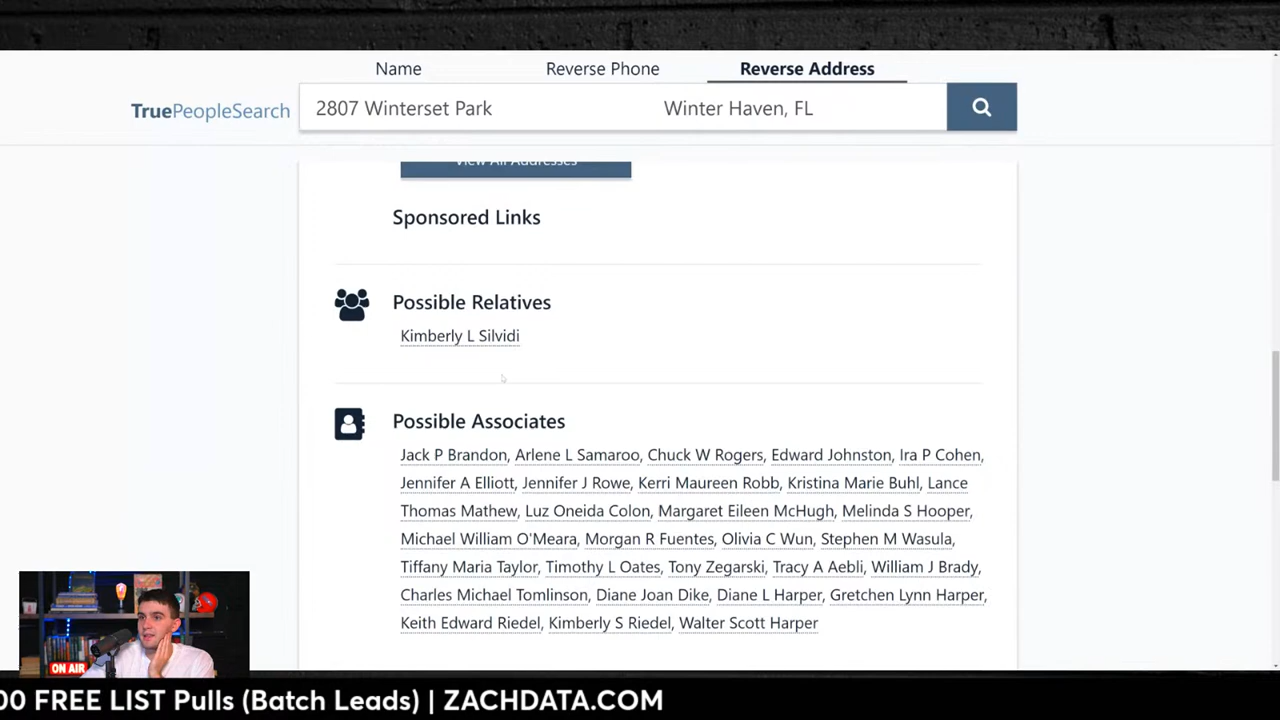 Name
Reverse Phone
Reverse Address
TruePeopleSearch
2807 Winterset Park
Winter Haven, FL
View All Addresses
Sponsored Links
Possible Relatives
Kimberly L Silvidi
Possible Associates
Jack P Brandon, Arlene L Samaroo, Chuck W Rogers, Edward Johnston, Ira P Cohen,
Jennifer A Elliott, Jennifer J Rowe, Kerri Maureen Robb, Kristina Marie Buhl, Lance
Thomas Mathew, Luz Oneida Colon, Margaret Eileen McHugh, Melinda S Hooper,
Michael William O'Meara, Morgan R Fuentes, Olivia C Wun, Stephen M Wasula,
Tiffany Maria Taylor, Timothy L Oates, Tony Zegarski, Tracy A Aebli, William J Brady,
Charles Michael Tomlinson, Diane Joan Dike, Diane L Harper, Gretchen Lynn Harper,
Keith Edward Riedel, Kimberly S Riedel, Walter Scott Harper
ON AIR
00 FREE LIST Pulls (Batch Leads) | ZACHDATA.COM